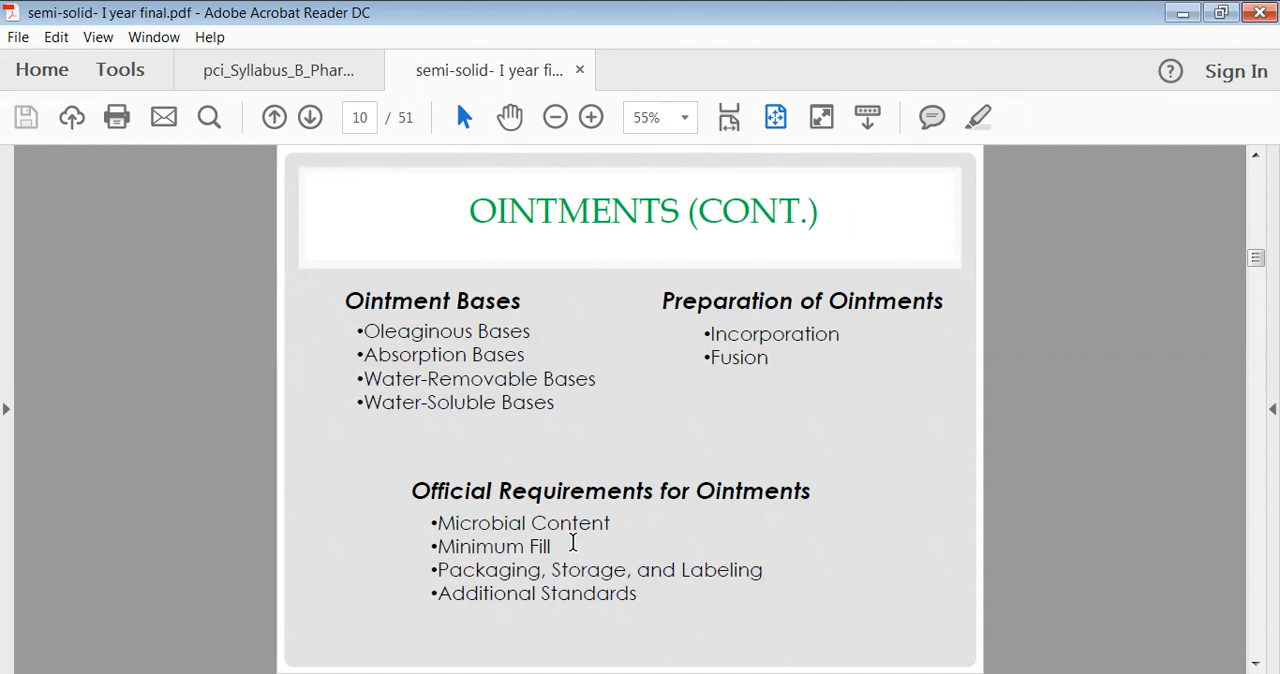 semi-solid- I year final.pdf - Adobe Acrobat Reader DC
File Edit View Window Help
Home Tools pci_Syllabus_B_Phar... semi-solid- I year fi... × ? Sign In
10 / 51 55%
OINTMENTS (CONT.)
Ointment Bases
•Oleaginous Bases
•Absorption Bases
•Water-Removable Bases
•Water-Soluble Bases
Preparation of Ointments
•Incorporation
•Fusion
Official Requirements for Ointments
•Microbial Content
•Minimum Fill
•Packaging, Storage, and Labeling
•Additional Standards